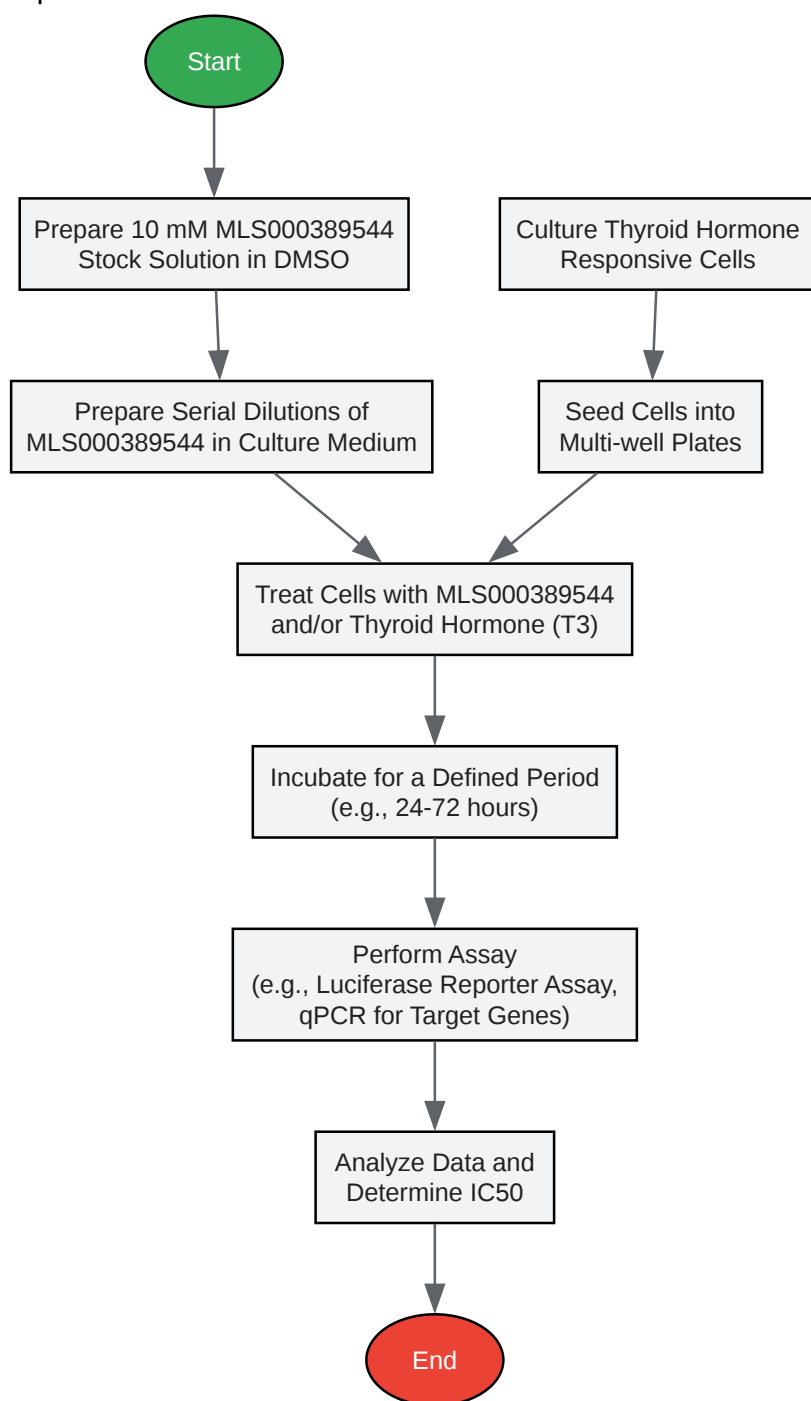 Start
Prepare 10 mM MLS000389544
Stock Solution in DMSO
Culture Thyroid Hormone
Responsive Cells
Prepare Serial Dilutions of
MLS000389544 in Culture Medium
Seed Cells into
Multi-well Plates
Treat Cells with MLS000389544
and/or Thyroid Hormone (T3)
Incubate for a Defined Period
(e.g., 24-72 hours)
Perform Assay
(e.g., Luciferase Reporter Assay,
qPCR for Target Genes)
Analyze Data and
Determine IC50
End